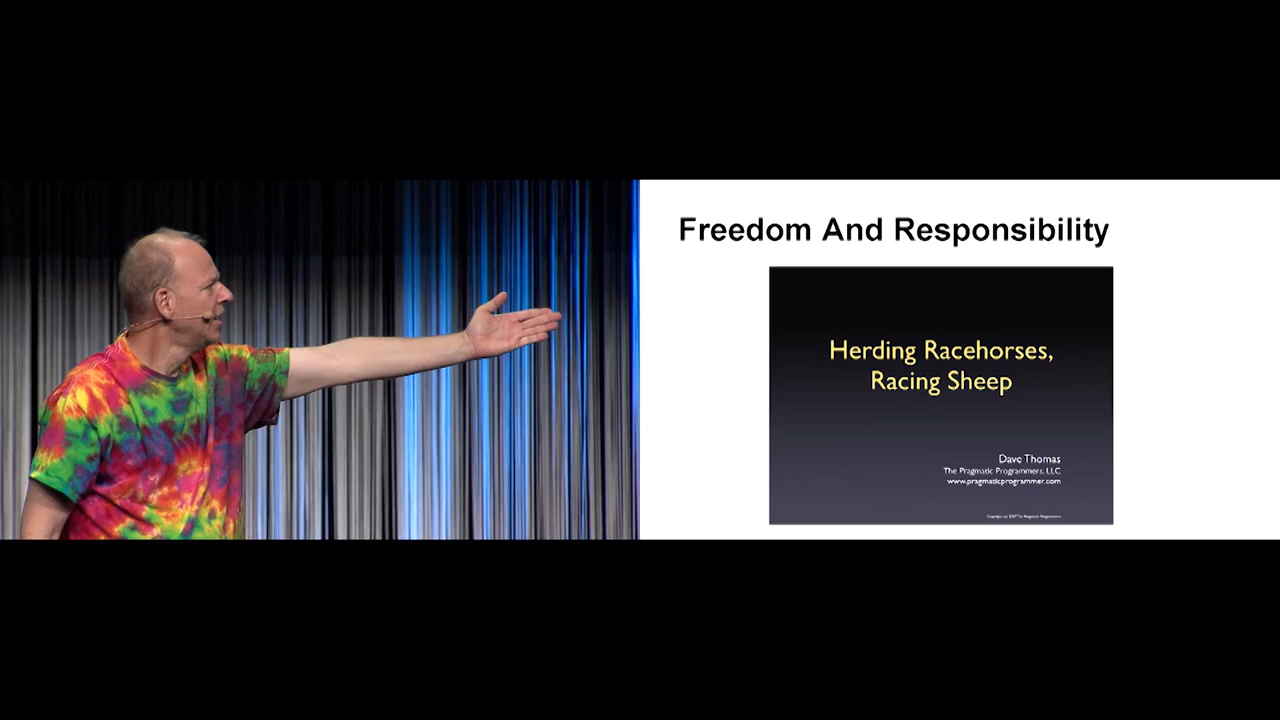 Freedom And Responsibility
Herding Racehorses,
Racing Sheep
Dave Thomas
The Pragmatic Programmers, LLC
www.pragmaticprogrammer.com